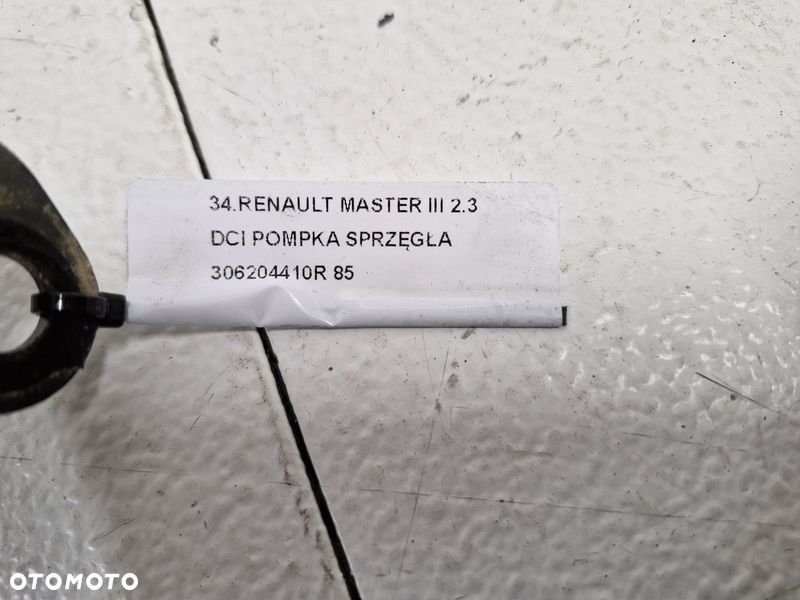 34.RENAULT MASTER III 2.3
DCI POMPKA SPRZĘGŁA
306204410R 85
OTOMOTO